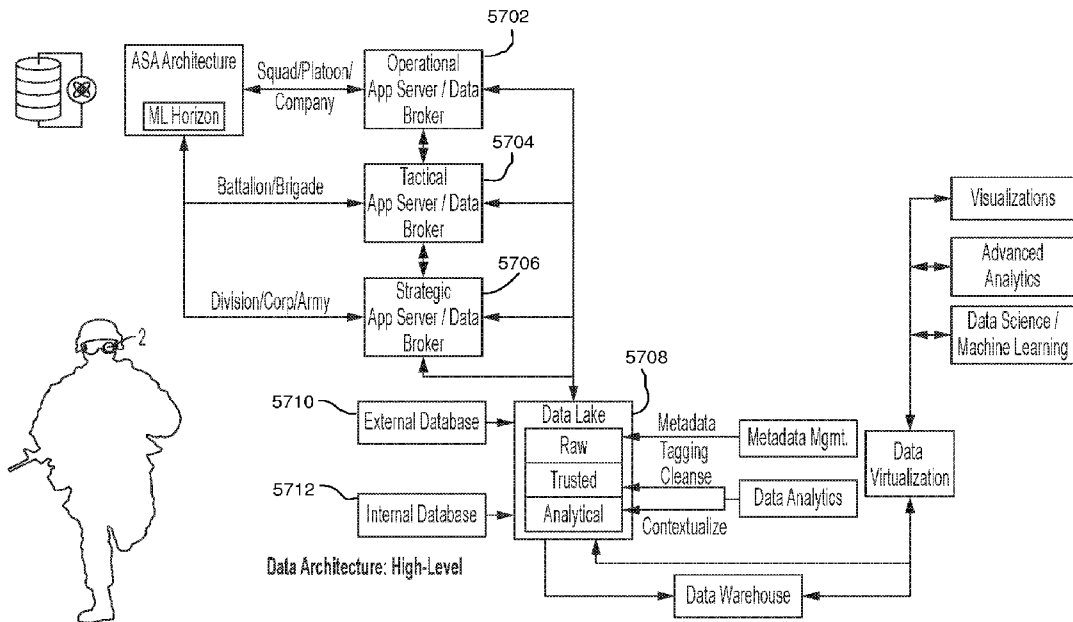 5702
ASA Architecture
ML Horizon
Squad/Platoon/
Company
Operational
App Server / Data
Broker
5704
Battallon/Brigade
Tactical
App Server / Data
Broker
5706
Division/Corp/Army
Strategic
App Server / Data
Broker
Visualizations
Advanced
Analytics
Data Science /
Machine Learning
2
5708
5710
External Database
Data Lake
Raw
Trusted
Analytical
Metadata
Tagging
Cleanse
Contextualize
Metadata Mgmt.
Data Analytics
Data
Virtualization
5712
Internal Database
Data Architecture: High-Level
Data Warehouse